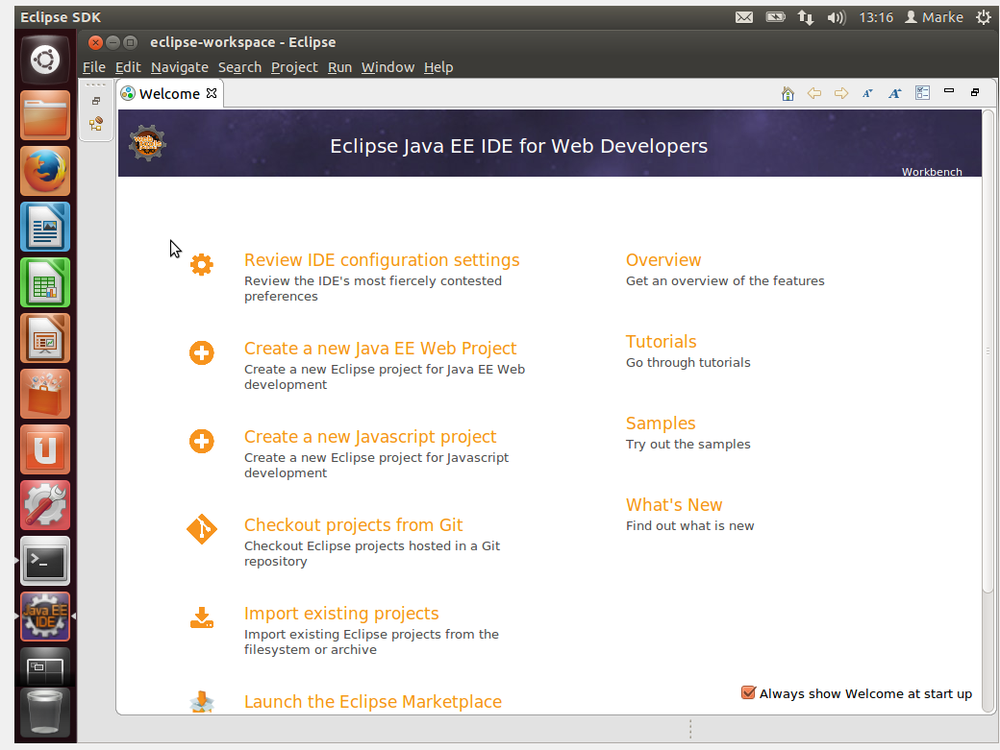 Eclipse SDK
13:16 Marke
eclipse-workspace - Eclipse
File Edit Navigate Search Project Run Window Help
Welcome
Eclipse Java EE IDE for Web Developers
Workbench
Review IDE configuration settings
Review the IDE's most fiercely contested
preferences
Create a new Java EE Web Project
Create a new Eclipse project for Java EE Web
development
Create a new Javascript project
Create a new Eclipse project for Javascript
development
Checkout projects from Git
Checkout Eclipse projects hosted in a Git
repository
Import existing projects
Import existing Eclipse projects from the
filesystem or archive
Launch the Eclipse Marketplace
Overview
Get an overview of the features
Tutorials
Go through tutorials
Samples
Try out the samples
What's New
Find out what is new
Always show Welcome at start up
Java EE
IDE